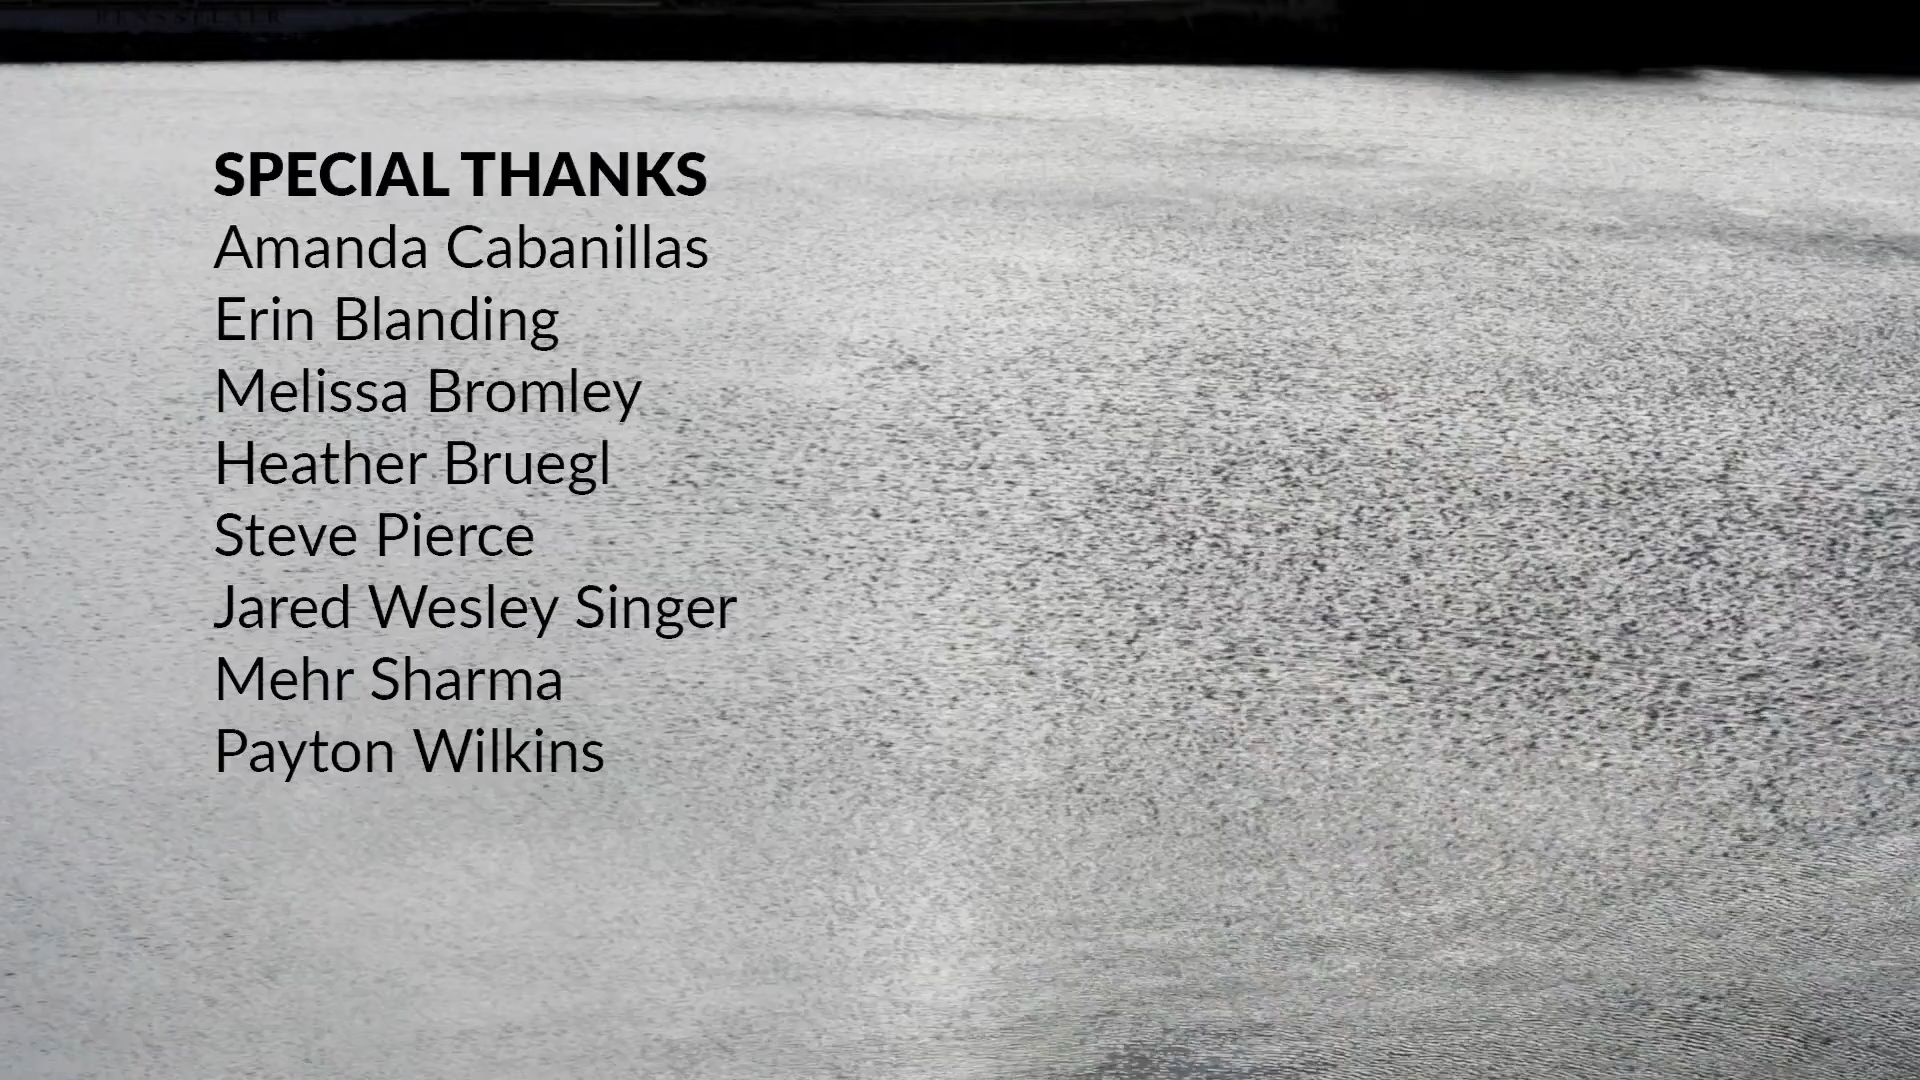 RENSSELAER
SPECIAL THANKS
Amanda Cabanillas
Erin Blanding
Melissa Bromley
Heather Bruegl
Steve Pierce
Jared Wesley Singer
Mehr Sharma
Payton Wilkins